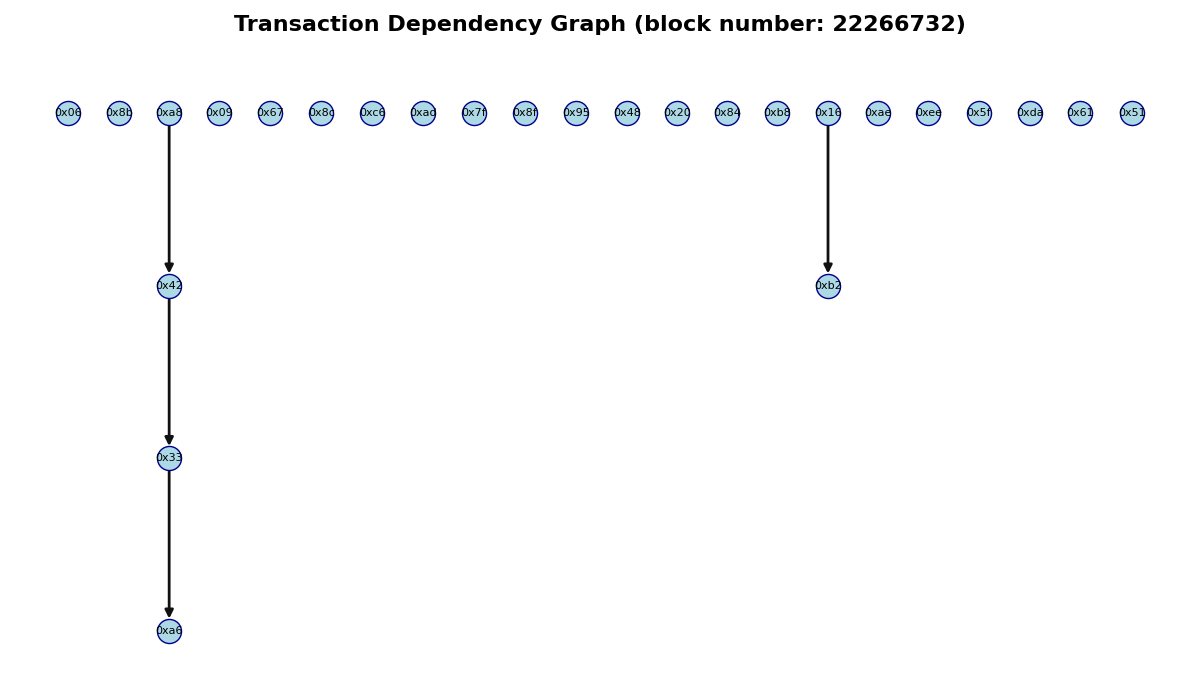 Transaction Dependency Graph (block number: 22266732)
0x06 0x8b 0xa8 0x09 0x67 0x8c 0xc6 0xad 0x7f 0x8f 0x95 0x48 0x20 0x84 0xb8 0x16 0xae 0xee 0x5f 0xda 0x61 0x51
0x42 0xb2
0x33
0xa6